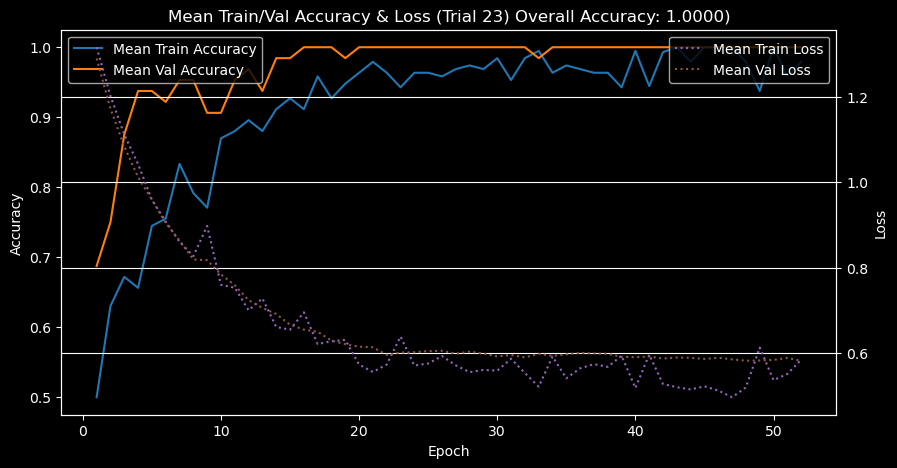 Mean Train/Val Accuracy & Loss (Trial 23) Overall Accuracy: 1.0000)
Mean Train Accuracy
Mean Val Accuracy
Mean Train Loss
Mean Val Loss
Accuracy
1.0
0.9
0.8
0.7
0.6
0.5
Loss
1.2
1.0
0.8
0.6
0
10
20
30
40
50
Epoch